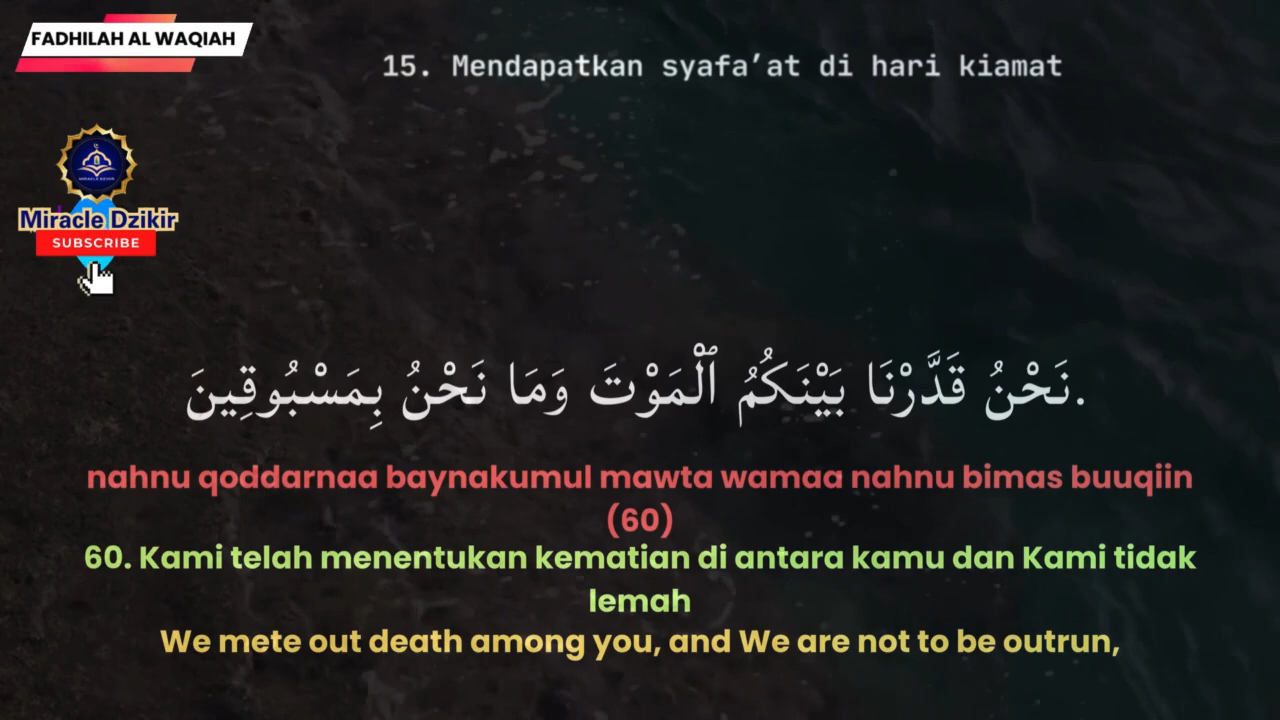 FADHILAH AL WAQIAH
15. Mendapatkan syafa’at di hari kiamat
Miracle Dzikir
SUBSCRIBE
نَحْنُ قَدَّرْنَا بَيْنَكُمُ ٱلْمَوْتَ وَمَا نَحْنُ بِمَسْبُوقِينَ.
nahnu qoddarnaa baynakumul mawta wamaa nahnu bimas buuqiin
(60)
60. Kami telah menentukan kematian di antara kamu dan Kami tidak
lemah
We mete out death among you, and We are not to be outrun,